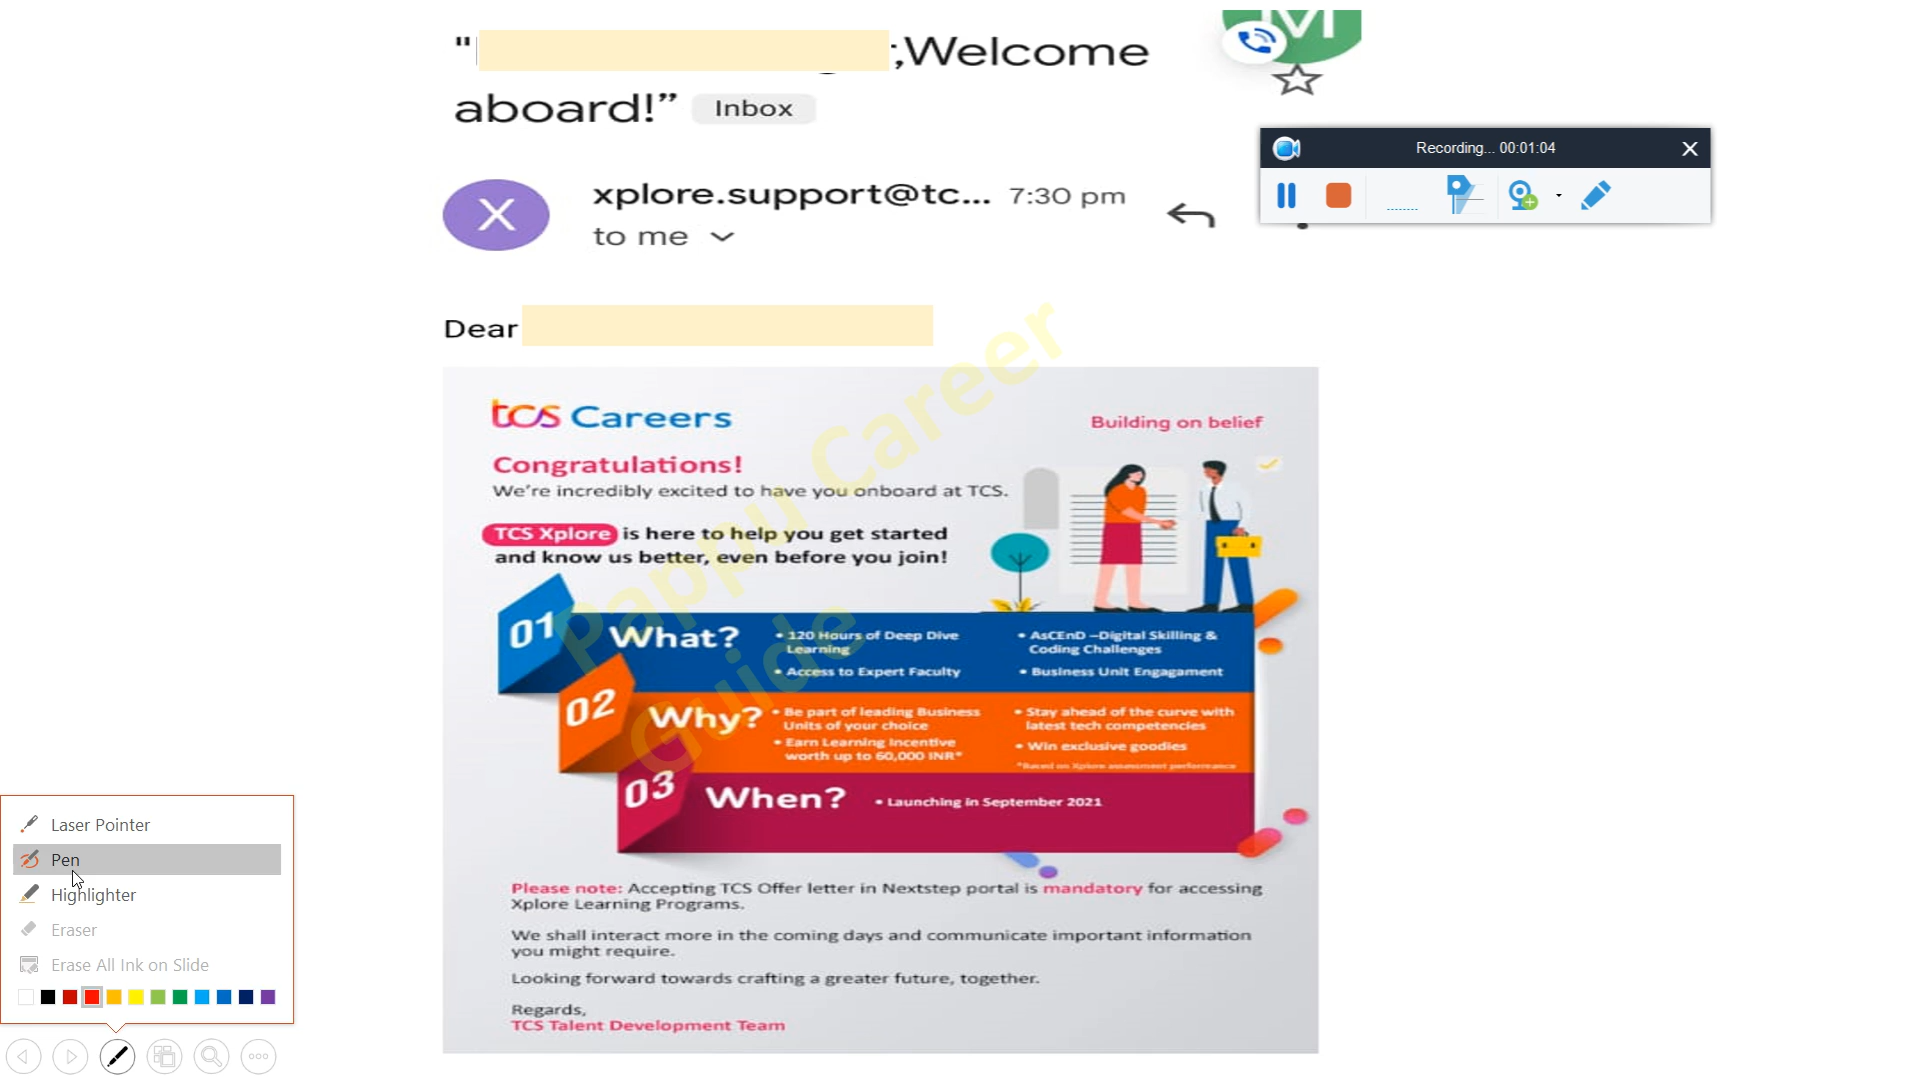 "
;Welcome
aboard!” Inbox
X
xplore.support@tc... 7:30 pm
to me
Dear
Recording... 00:01:04
tcs Careers
Building on belief
Congratulations!
We're incredibly excited to have you onboard at TCS.
TCS Xplore is here to help you get started
and know us better, even before you join!
01 What?
• 120 Hours of Deep Dive
Learning
• Access to Expert Faculty
• AsCEnD –Digital Skilling &
Coding Challenges
• Business Unit Engagament
02 Why?
• Be part of leading Business
Units of your choice
• Earn Learning Incentive
worth up to 60,000 INR*
• Stay ahead of the curve with
latest tech competencies
• Win exclusive goodies
*Based on Xplore assessment performance
03 When?
• Launching in September 2021
Please note: Accepting TCS Offer letter in Nextstep portal is mandatory for accessing
Xplore Learning Programs.
We shall interact more in the coming days and communicate important information
you might require.
Looking forward towards crafting a greater future, together.
Regards,
TCS Talent Development Team
Pappu Career
Guide
Laser Pointer
Pen
Highlighter
Eraser
Erase All Ink on Slide